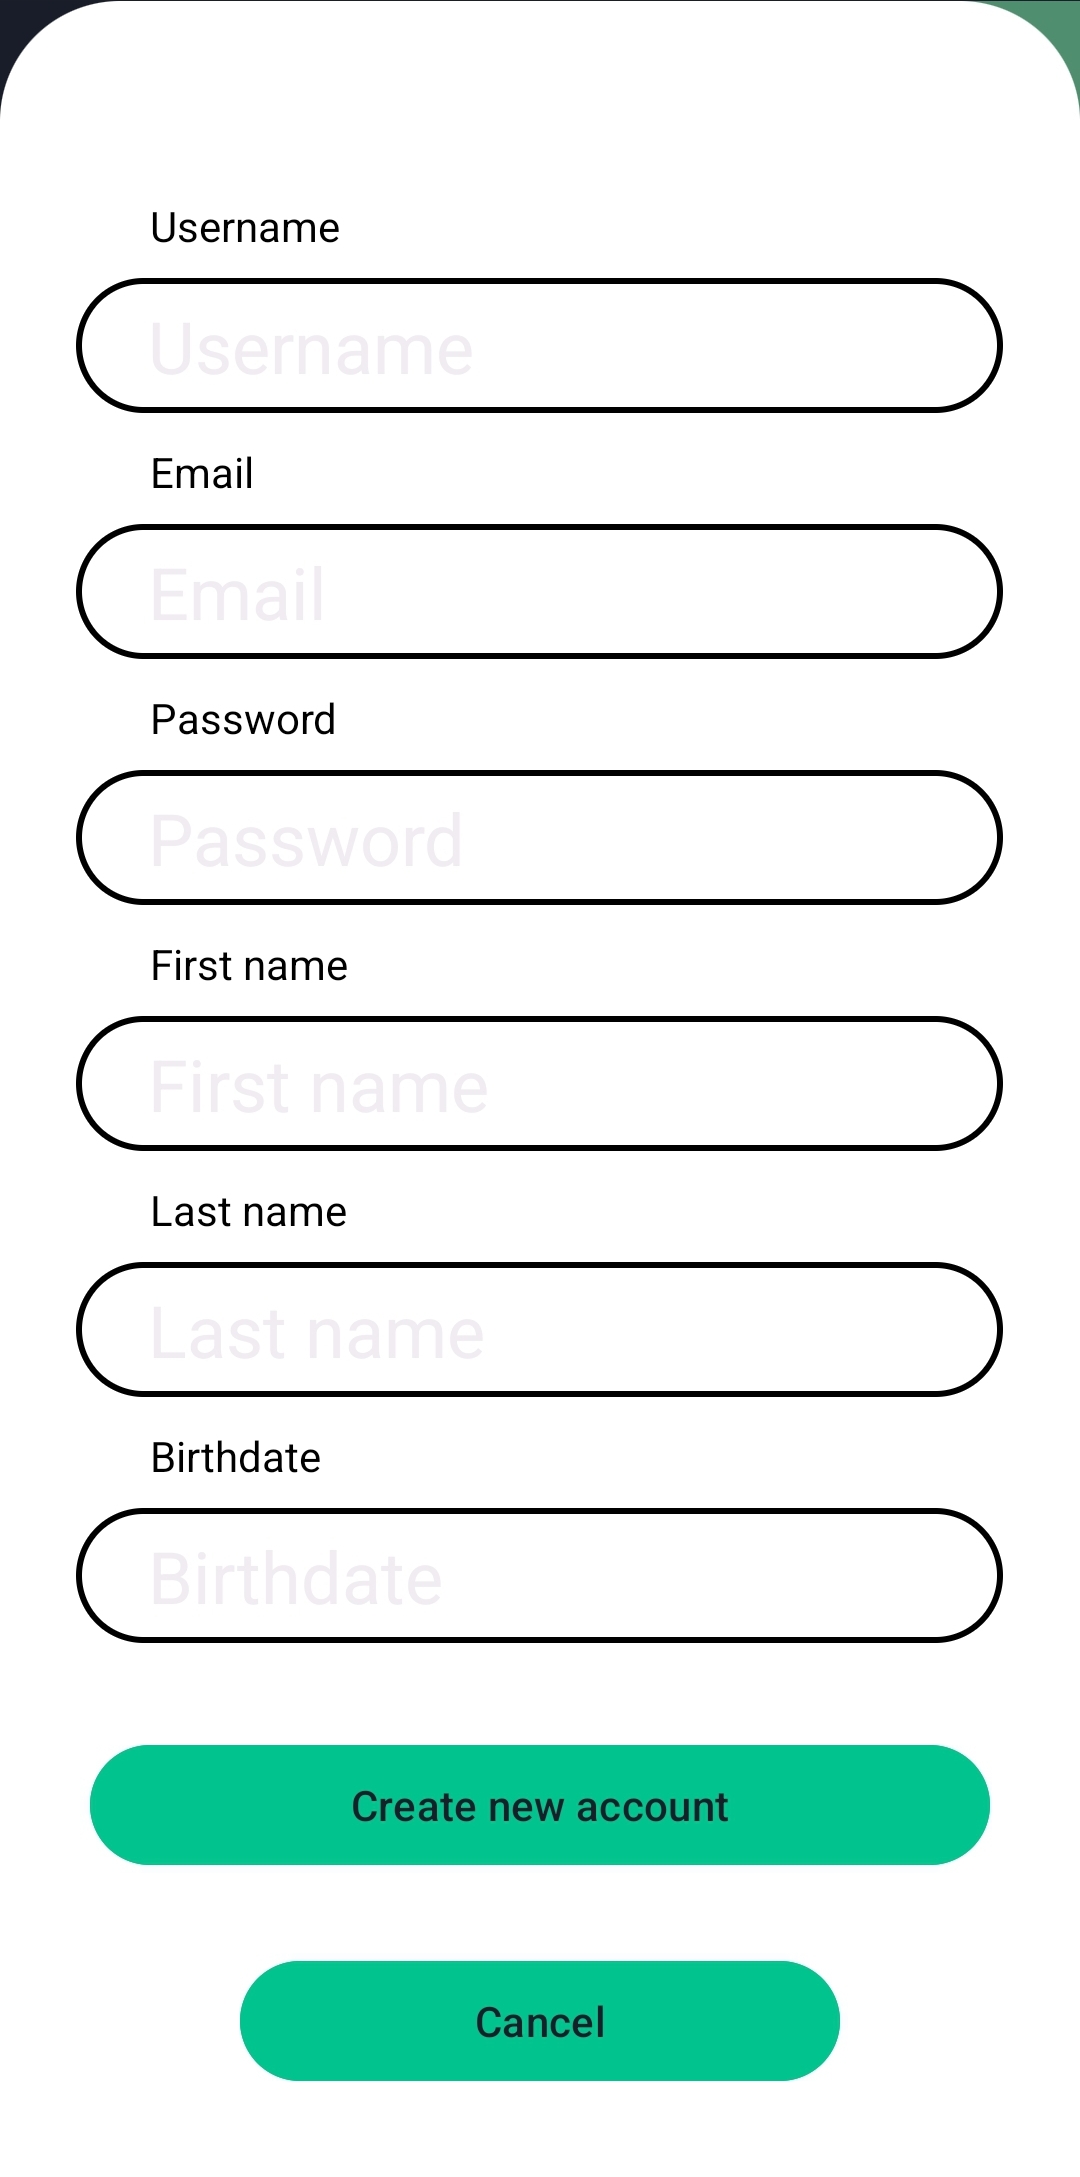 Username
Username
Email
Email
Password
Password
First name
First name
Last name
Last name
Birthdate
Birthdate
Create new account
Cancel